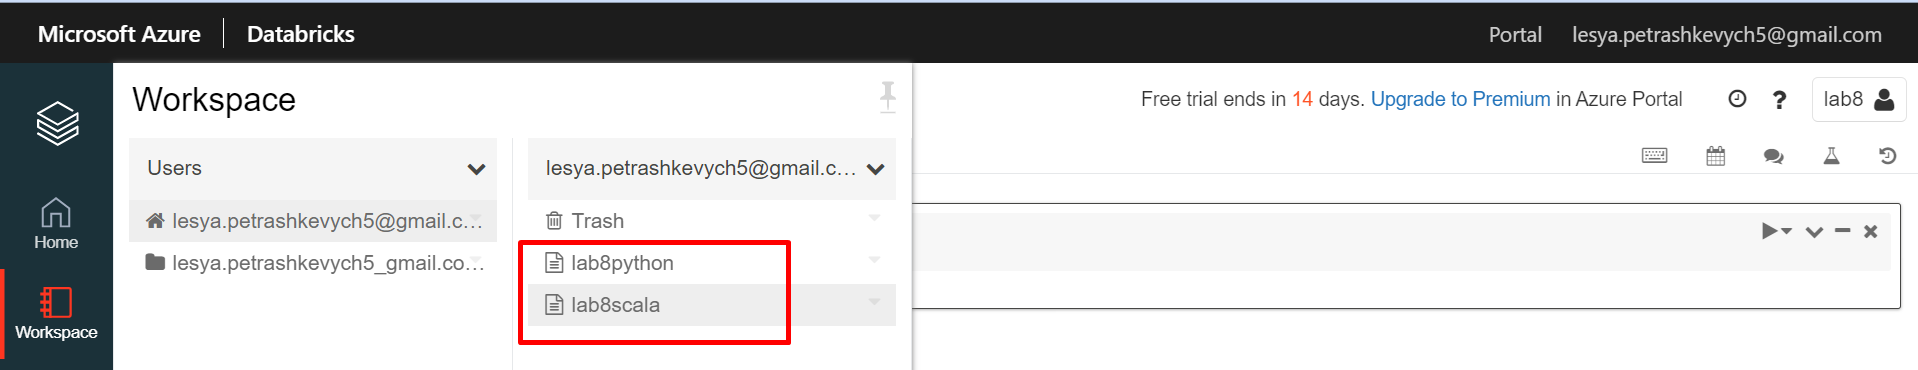 Microsoft Azure Databricks Portal lesya.petrashkevych5@gmail.com
Workspace
Free trial ends in 14 days. Upgrade to Premium in Azure Portal ? lab8
Users
lesya.petrashkevych5@gmail.c...
lesya.petrashkevych5@gmail.c...
lesya.petrashkevych5_gmail.co...
Trash
lab8python
lab8scala
Home
Workspace